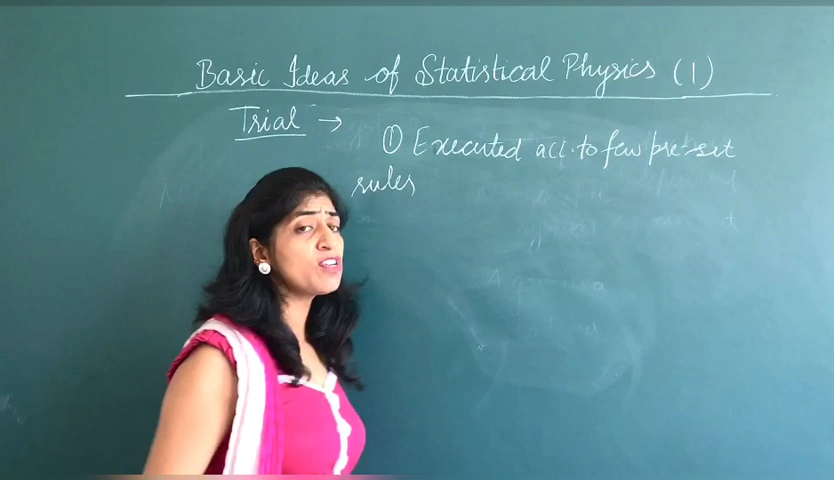 Basic Ideas of Statistical Physics (1)
Trial →
① Executed acc. to few pre-set
rules